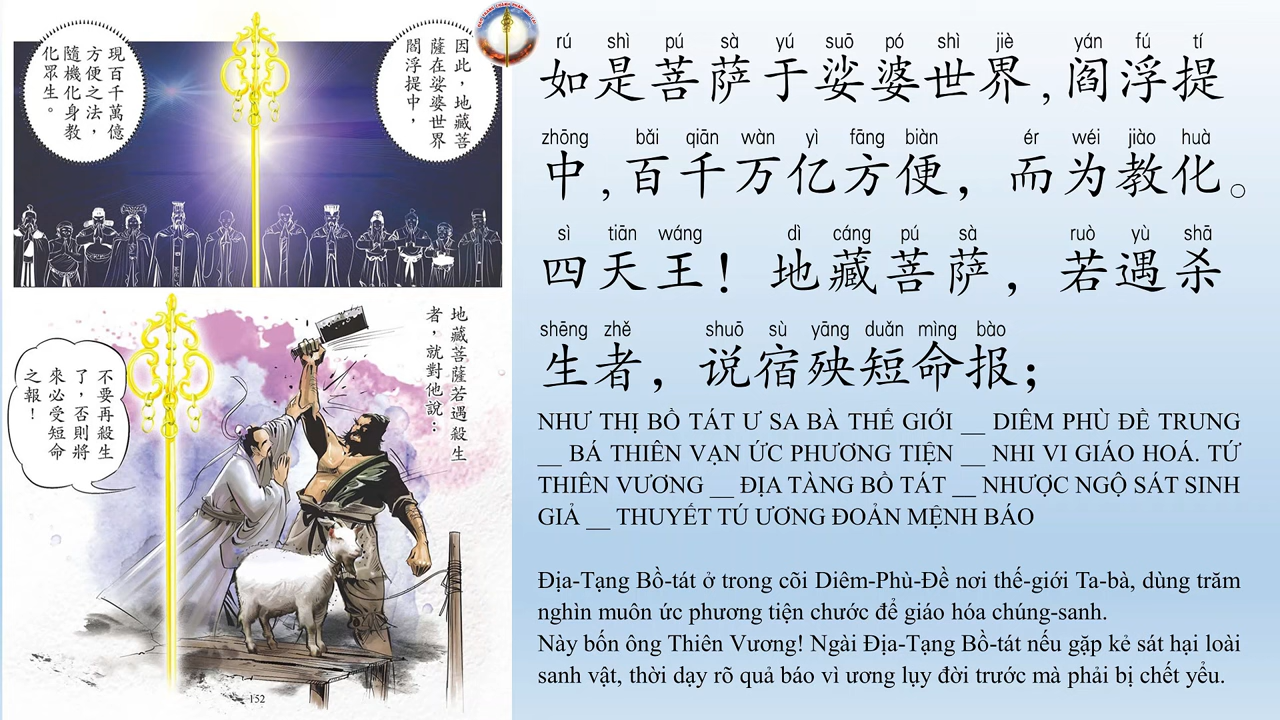 因此，地藏菩
薩在娑婆世界
閻浮提中，
現百千萬億
方便之法，
隨機化身教
化眾生。
地藏菩薩若遇殺生
者，就對他說：
不要再殺生
了，否則將
來必受短命
之報！
152
rú shì pú sà yú suō pó shì jiè yán fú tí
如是菩萨于娑婆世界,阎浮提
zhōng bǎi qiān wàn yì fāng biàn ér wéi jiào huà
中,百千万亿方便，而为教化。
sì tiān wáng dì cáng pú sà ruò yù shā
四天王！地藏菩萨，若遇杀
shēng zhě shuō sù yāng duǎn mìng bào
生者，说宿殃短命报；
NHƯ THỊ BỒ TÁT Ư SA BÀ THẾ GIỚI __ DIÊM PHÙ ĐỀ TRUNG
__ BÁ THIÊN VẠN ỨC PHƯƠNG TIỆN __ NHI VI GIÁO HOÁ. TỨ
THIÊN VƯƠNG __ ĐỊA TÀNG BỒ TÁT __ NHƯỢC NGỘ SÁT SINH
GIẢ __ THUYẾT TÚ ƯƠNG ĐOẢN MỆNH BÁO
Địa-Tạng Bồ-tát ở trong cõi Diêm-Phù-Đề nơi thế-giới Ta-bà, dùng trăm
nghìn muôn ức phương tiện chước để giáo hóa chúng-sanh.
Này bốn ông Thiên Vương! Ngài Địa-Tạng Bồ-tát nếu gặp kẻ sát hại loài
sanh vật, thời dạy rõ quả báo vì ương lụy đời trước mà phải bị chết yểu.